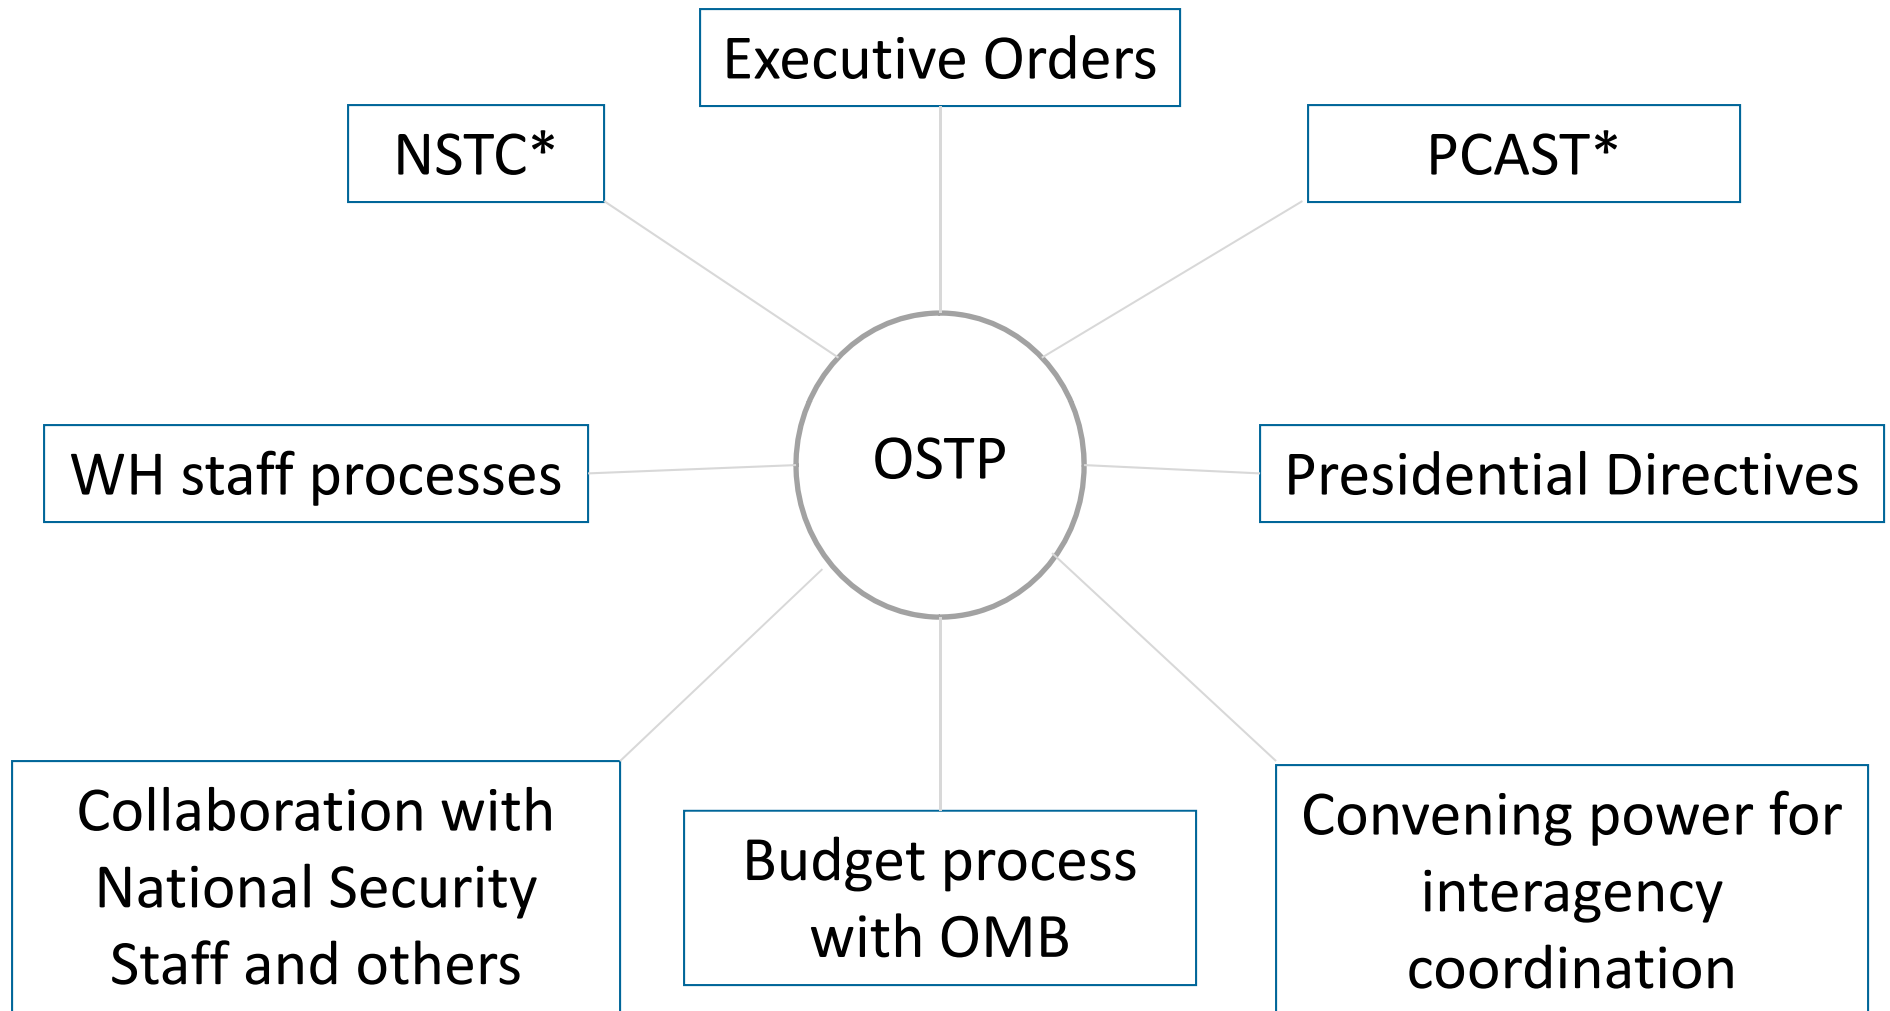 Executive Orders
NSTC*
PCAST*
WH staff processes
OSTP
Presidential Directives
Collaboration with
National Security
Staff and others
Budget process
with OMB
Convening power for
interagency
coordination